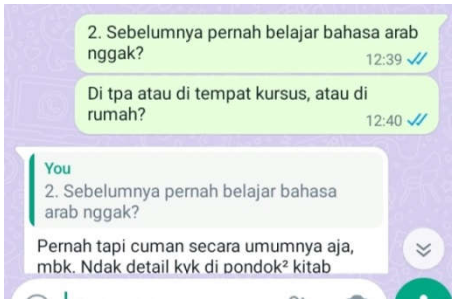 2. Sebelumnya pernah belajar bahasa arab
nggak?
12:39
Di tpa atau di tempat kursus, atau di
rumah?
12:40
You
2. Sebelumnya pernah belajar bahasa
arab nggak?
Pernah tapi cuman secara umumnya aja,
mbk. Ndak detail kyk di pondok² kitab